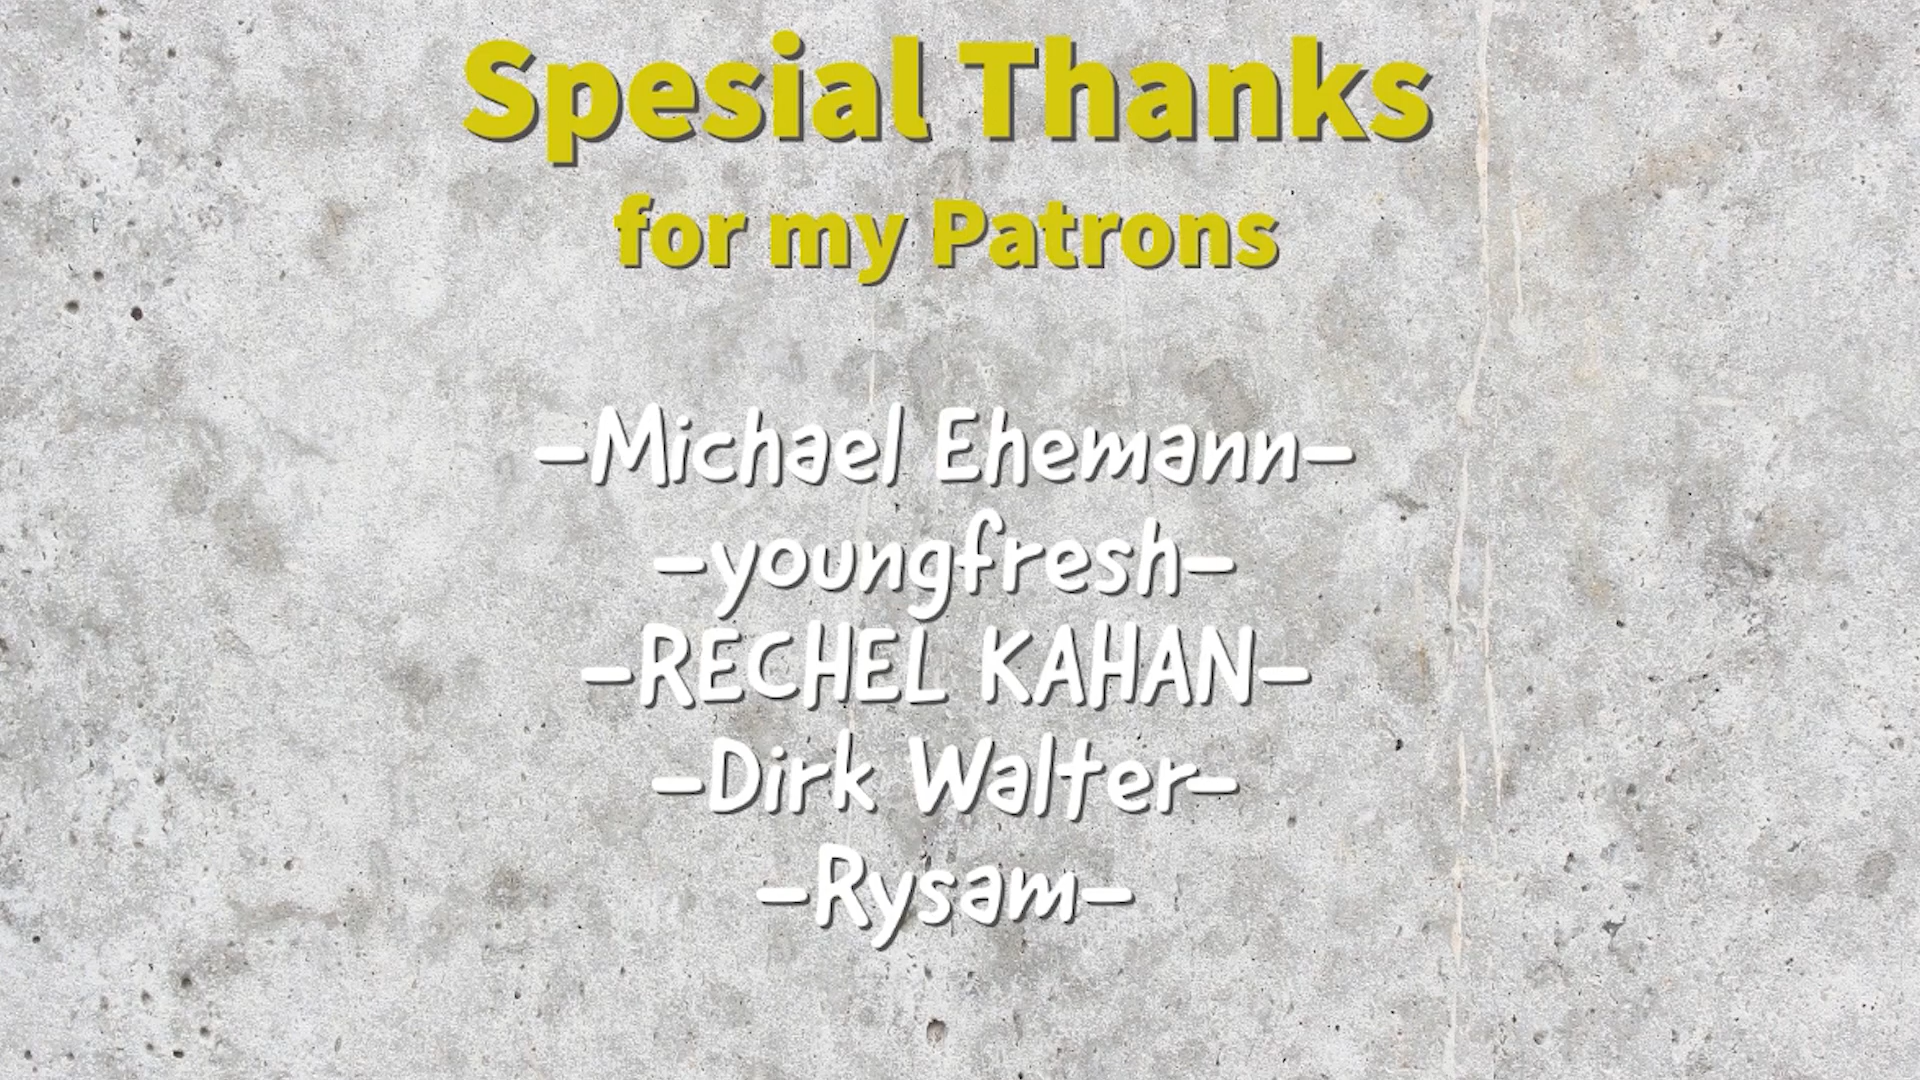 Spesial Thanks
for my Patrons
-Michael Ehemann-
-youngfresh-
-RECHEL KAHAN-
-Dirk Walter-
-Rysam-